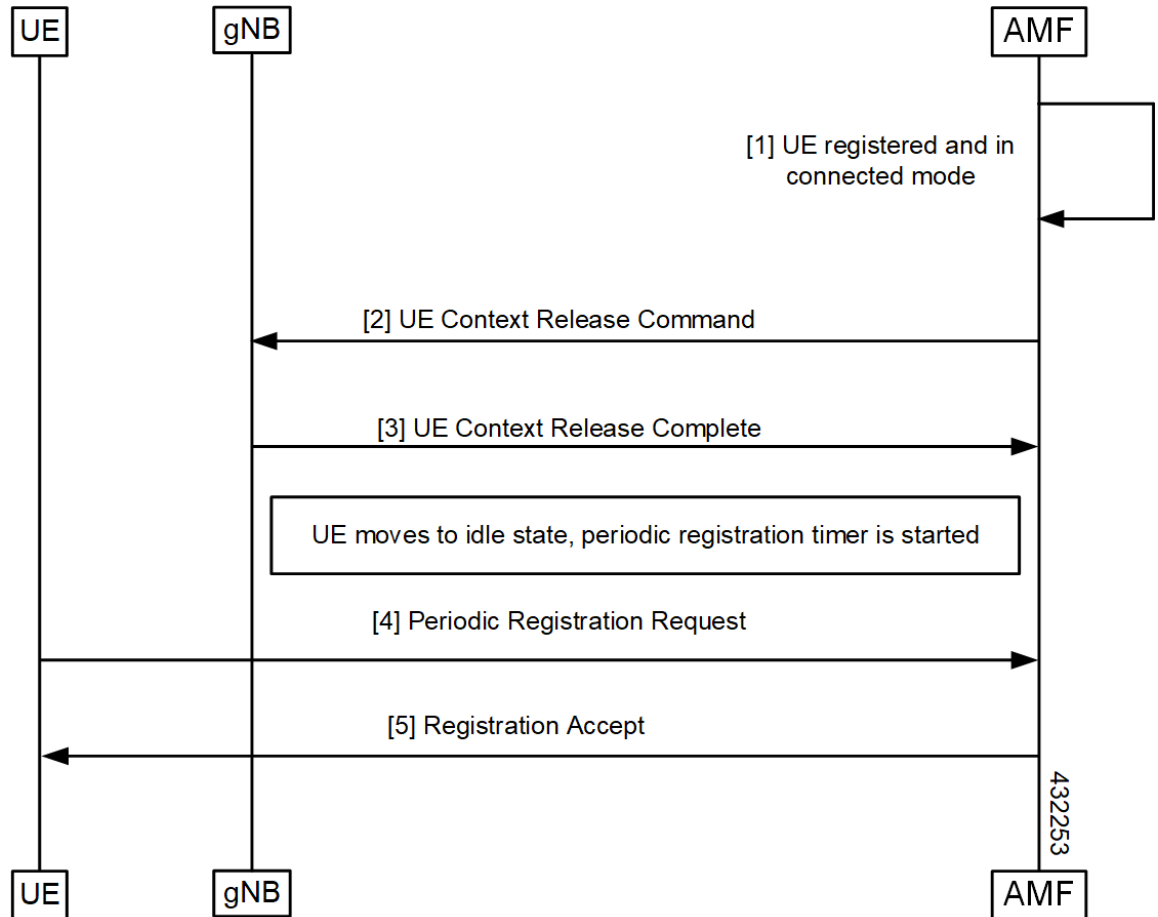 UE
gNB
AMF
[1] UE registered and in
connected mode
[2] UE Context Release Command
[3] UE Context Release Complete
UE moves to idle state, periodic registration timer is started
[4] Periodic Registration Request
[5] Registration Accept
432253
UE
gNB
AMF